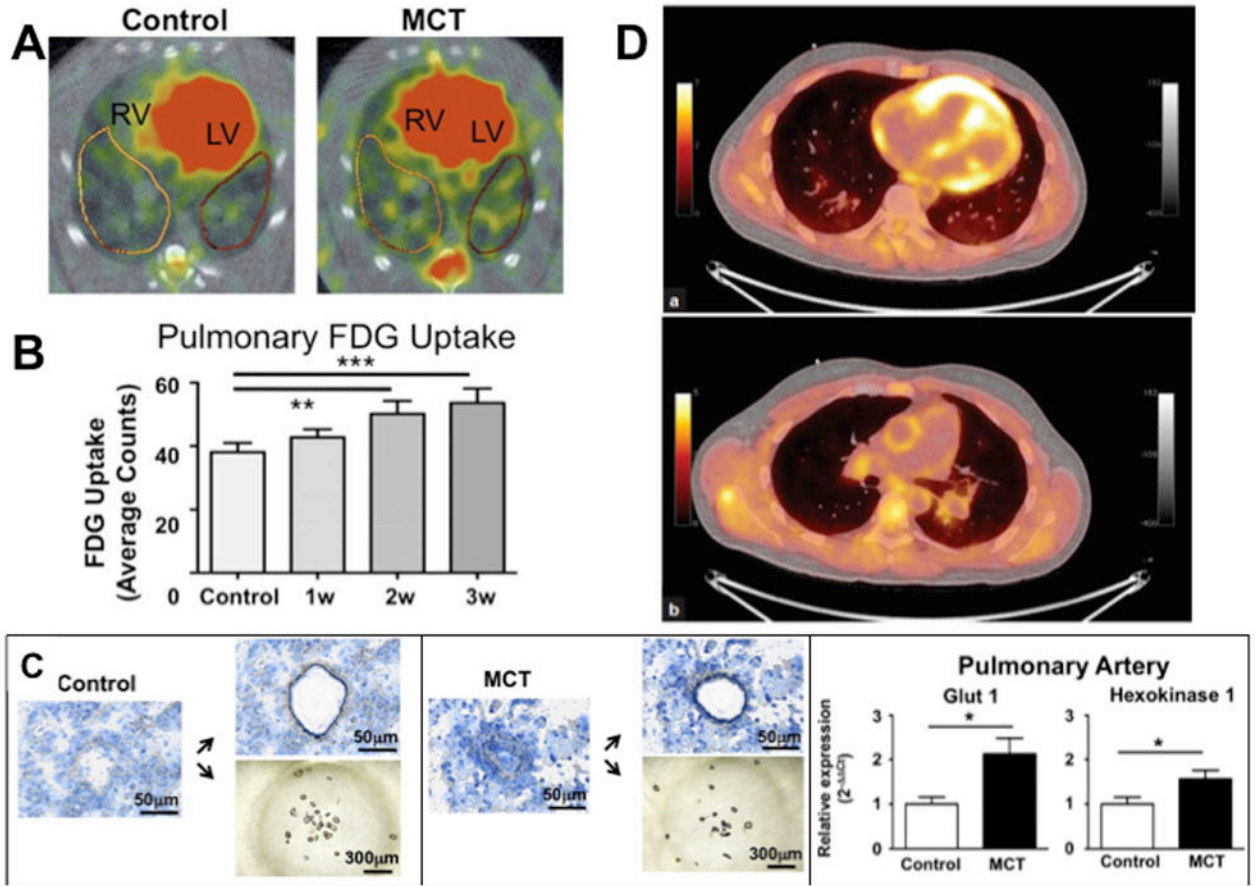 A
Control
MCT
RV
LV
RV
LV
B
Pulmonary FDG Uptake
***
**
FDG Uptake
(Average Counts)
60
40
20
0
Control
1w
2w
3w
C
Control
50μm
50μm
300μm
MCT
50μm
50μm
300μm
Pulmonary Artery
Glut 1
Hexokinase 1
Relative expression
(2^-ΔΔCt)
3
2
1
0
*
Control
MCT
3
2
1
0
*
Control
MCT
D
a
b